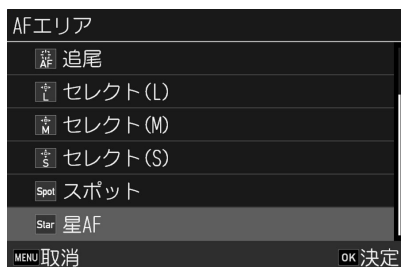 AFエリア
AF 追尾
L セレクト(L)
M セレクト(M)
S セレクト(S)
Spot スポット
Star 星AF
MENU 取消 OK 決定